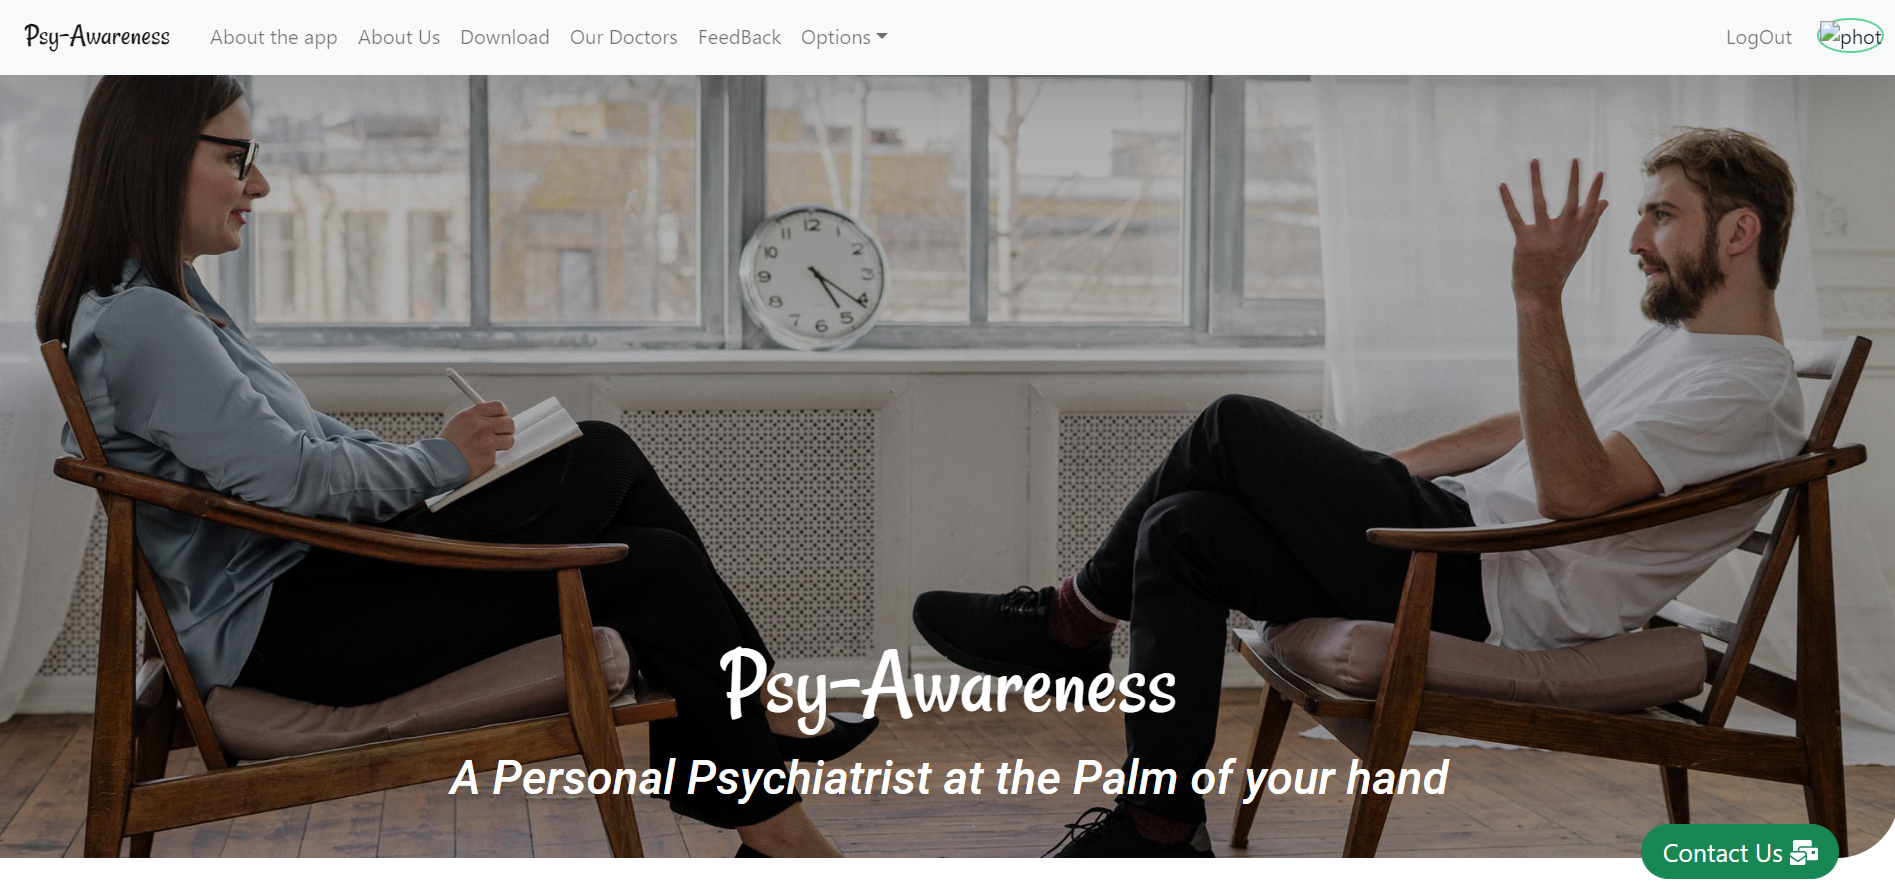 Psy-Awareness About the app About Us Download Our Doctors FeedBack Options LogOut phot
12
11 1
10 2
9 3
8 4
7 5
6
Psy-Awareness
A Personal Psychiatrist at the Palm of your hand
Contact Us